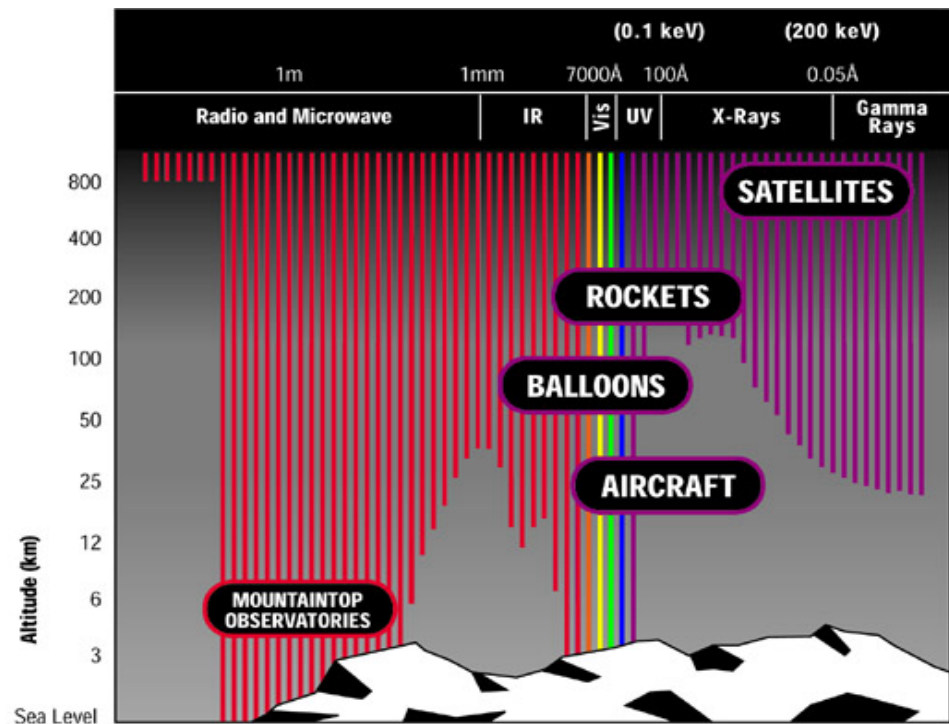 (0.1 keV) (200 keV)
1m 1mm 7000Å 100Å 0.05Å
Radio and Microwave IR Vis UV X-Rays Gamma Rays
800
SATELLITES
400
200
ROCKETS
100
BALLOONS
50
25
AIRCRAFT
12
6
MOUNTAINTOP
OBSERVATORIES
3
Sea Level
Altitude (km)